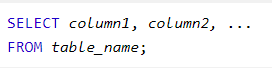 SELECT column1, column2, ...
FROM table_name;